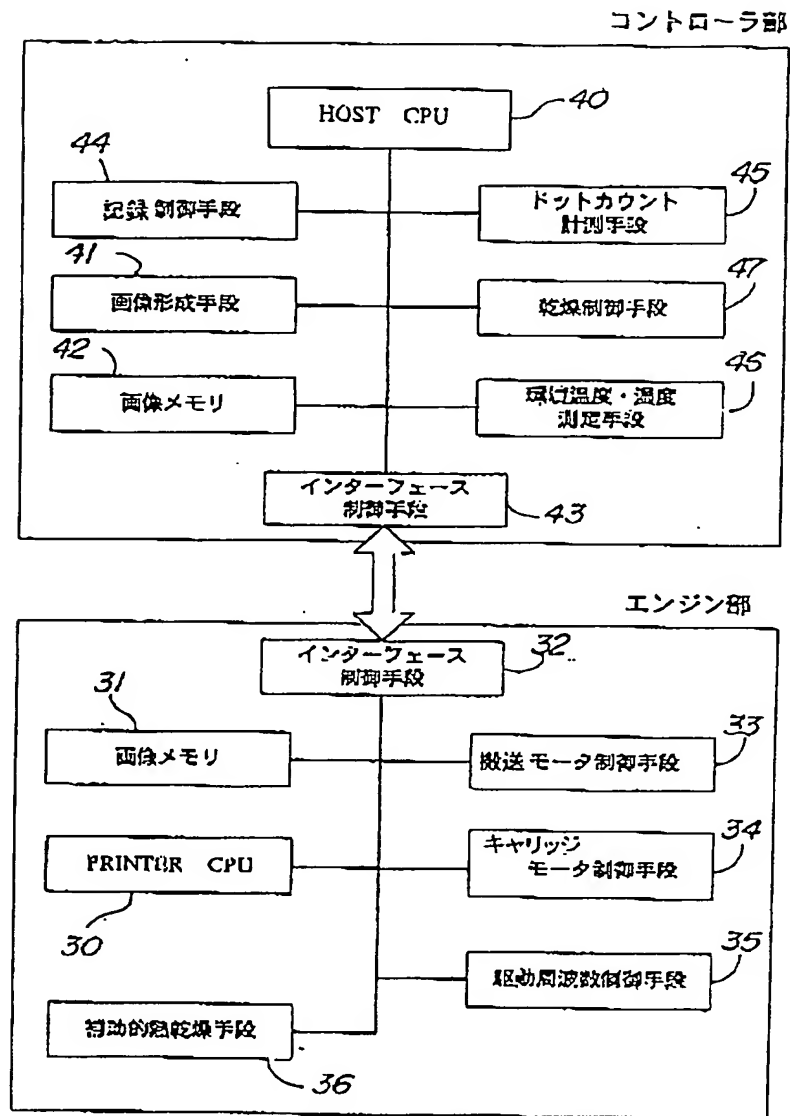 コントローラ部
HOST CPU
40
44
記録制御手段
45
ドットカウント
計測手段
41
画像形成手段
47
乾燥制御手段
42
画像メモリ
45
環境温度・湿度
測定手段
インターフェース
制御手段
43
エンジン部
インターフェース
制御手段
32
31
画像メモリ
33
搬送モータ制御手段
PRINTER CPU
30
34
キャリッジ
モータ制御手段
35
駆動周波数制御手段
補助的熱乾燥手段
36